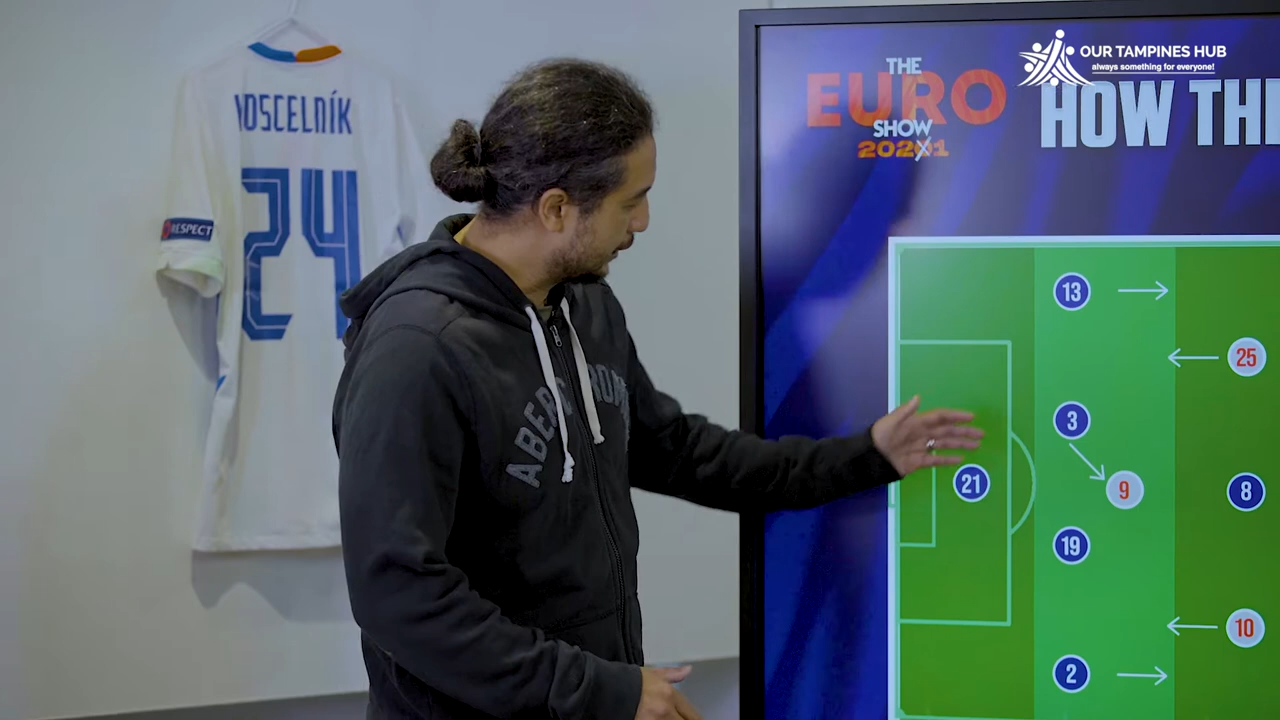 OUR TAMPINES HUB
always something for everyone!
THE
EURO
SHOW
2021
HOW THE
24
RESPECT
13
25
3
9
21
8
19
10
2